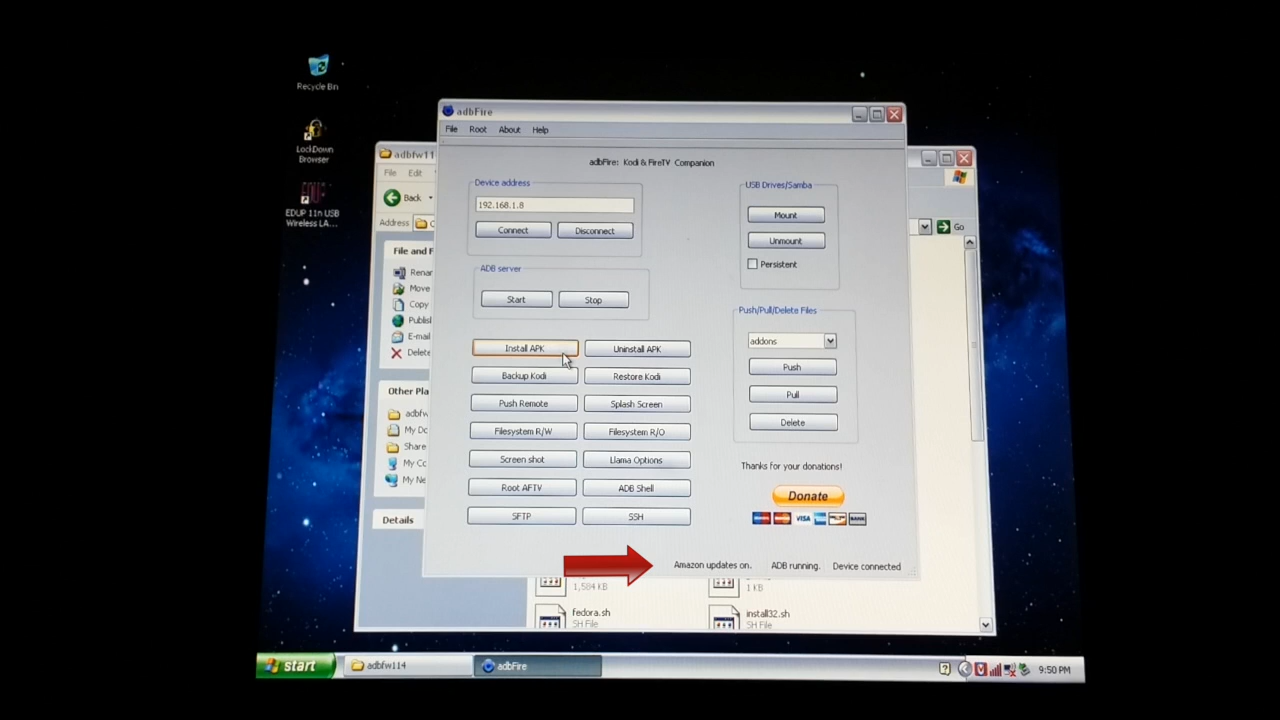 Recycle Bin
LockDown
Browser
EDUP 11n USB
Wireless LA...
adbfw11
File Edit
Back
Address
Go
File and F
Renar
Move
Copy
Publis
E-mail
Delete
Other Pla
adbfw
My Do
Share
My Co
My Ne
Details
adbFire
File Root About Help
adbFire: Kodi & FireTV Companion
Device address
192.168.1.8
Connect Disconnect
ADB server
Start Stop
Install APK Uninstall APK
Backup Kodi Restore Kodi
Push Remote Splash Screen
Filesystem R/W Filesystem R/O
Screen shot Llama Options
Root AFTV ADB Shell
SFTP SSH
USB Drives/Samba
Mount
Unmount
Persistent
Push/Pull/Delete Files
addons
Push
Pull
Delete
Thanks for your donations!
Donate
VISA
BANK
Amazon updates on. ADB running. Device connected
1,584 KB
1 KB
fedora.sh
SH File
install32.sh
SH File
start
adbfw114
adbFire
9:50 PM